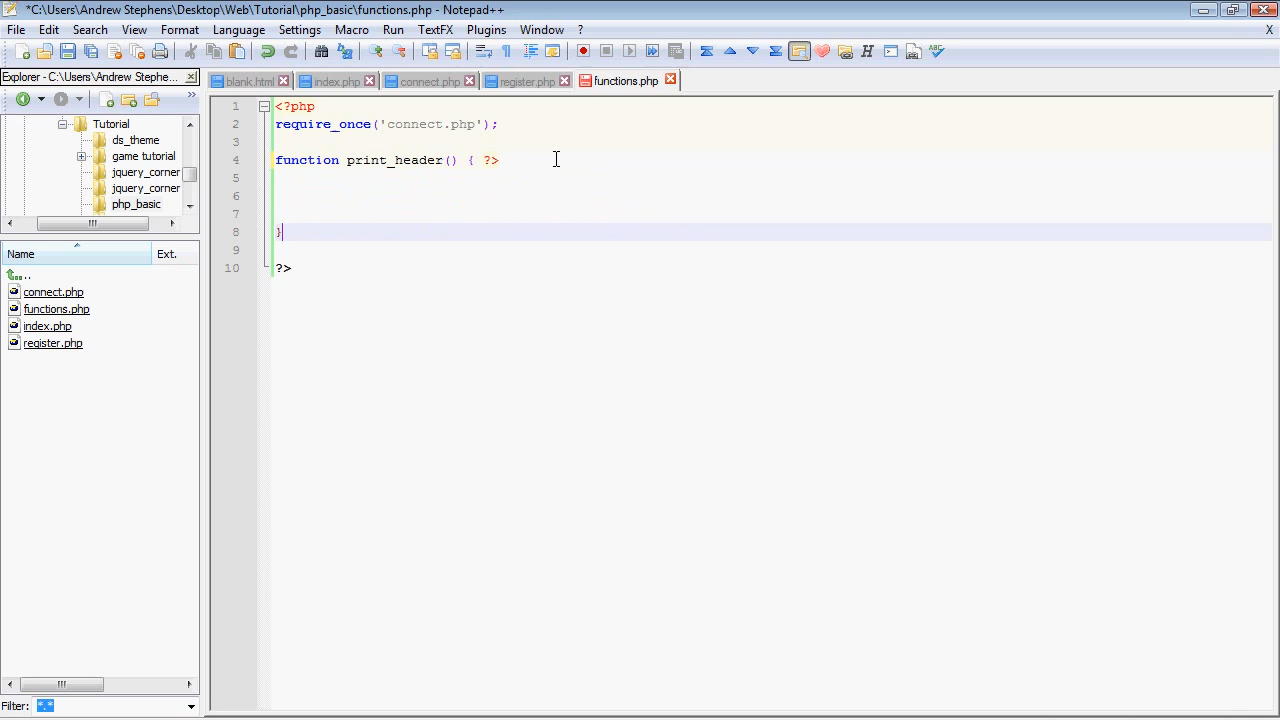 *C:\Users\Andrew Stephens\Desktop\Web\Tutorial\php_basic\functions.php - Notepad++
File Edit Search View Format Language Settings Macro Run TextFX Plugins Window ? X
Explorer - C:\Users\Andrew Stephe...
blank.html index.php connect.php register.php functions.php
Tutorial
ds_theme
game tutorial
jquery_corner
jquery_corner
php_basic
Name Ext.
..
connect.php
functions.php
index.php
register.php
Filter: *.*
1 <?php
2 require_once('connect.php');
3
4 function print_header() { ?>
5
6
7
8 }
9
10 ?>